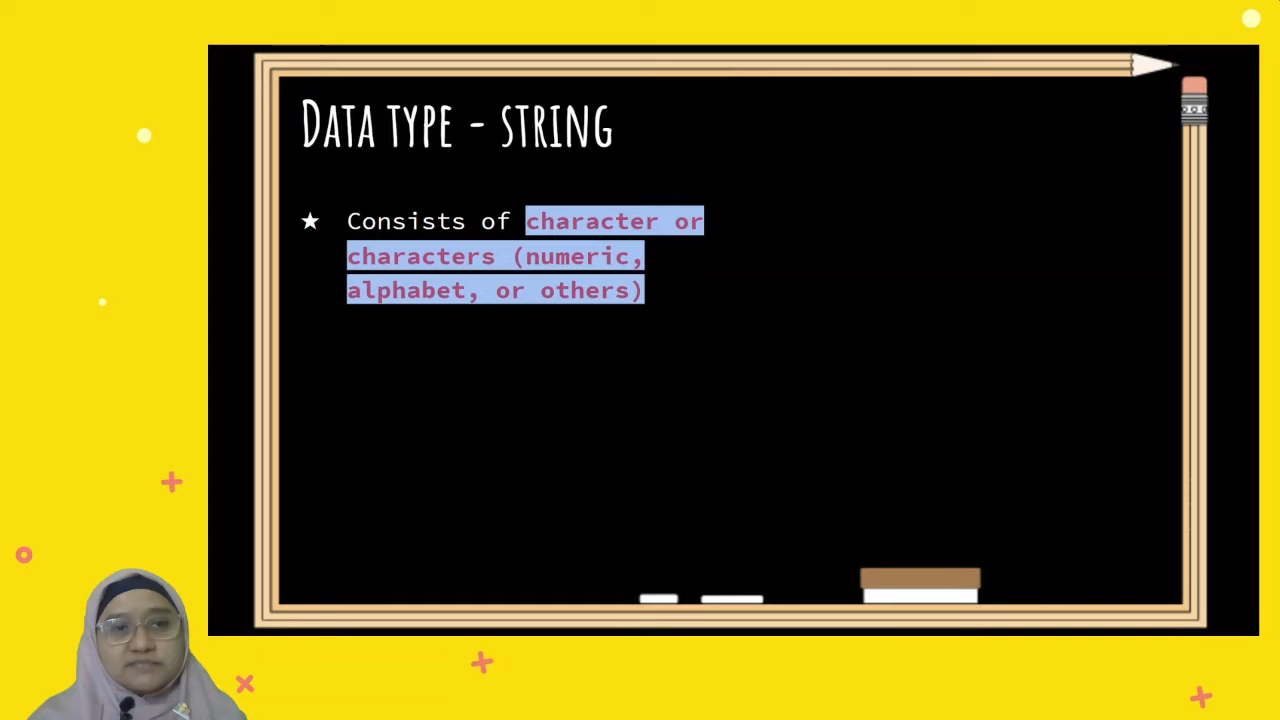 DATA TYPE - STRING
★ Consists of character or
characters (numeric,
alphabet, or others)